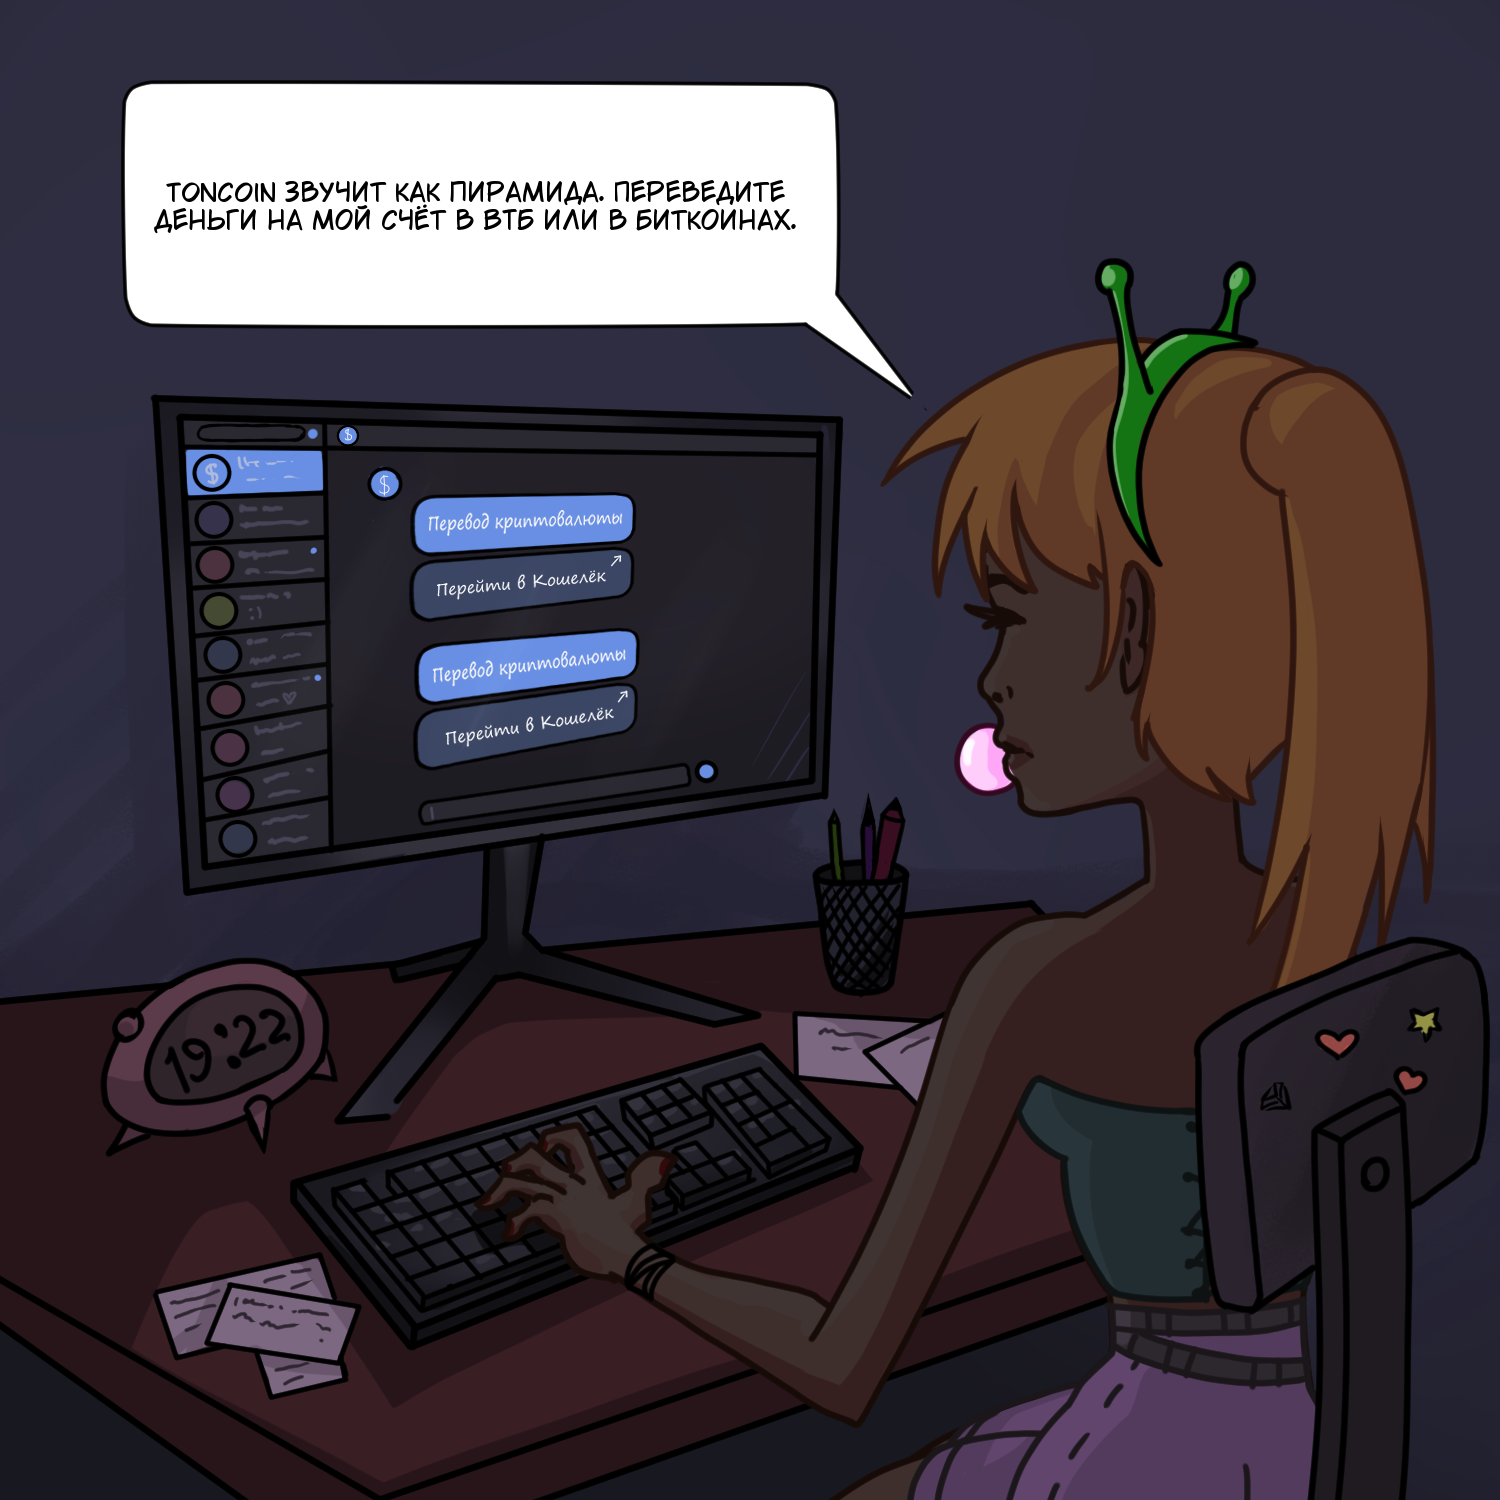 TONCOIN ЗВУЧИТ КАК ПИРАМИДА. ПЕРЕВЕДИТЕ
ДЕНЬГИ НА МОЙ СЧЁТ В ВТБ ИЛИ В БИТКОИНАХ.
$
$
$
Перевод криптовалюты
Перейти в Кошелёк
:)
Перевод криптовалюты
Перейти в Кошелёк
19:22